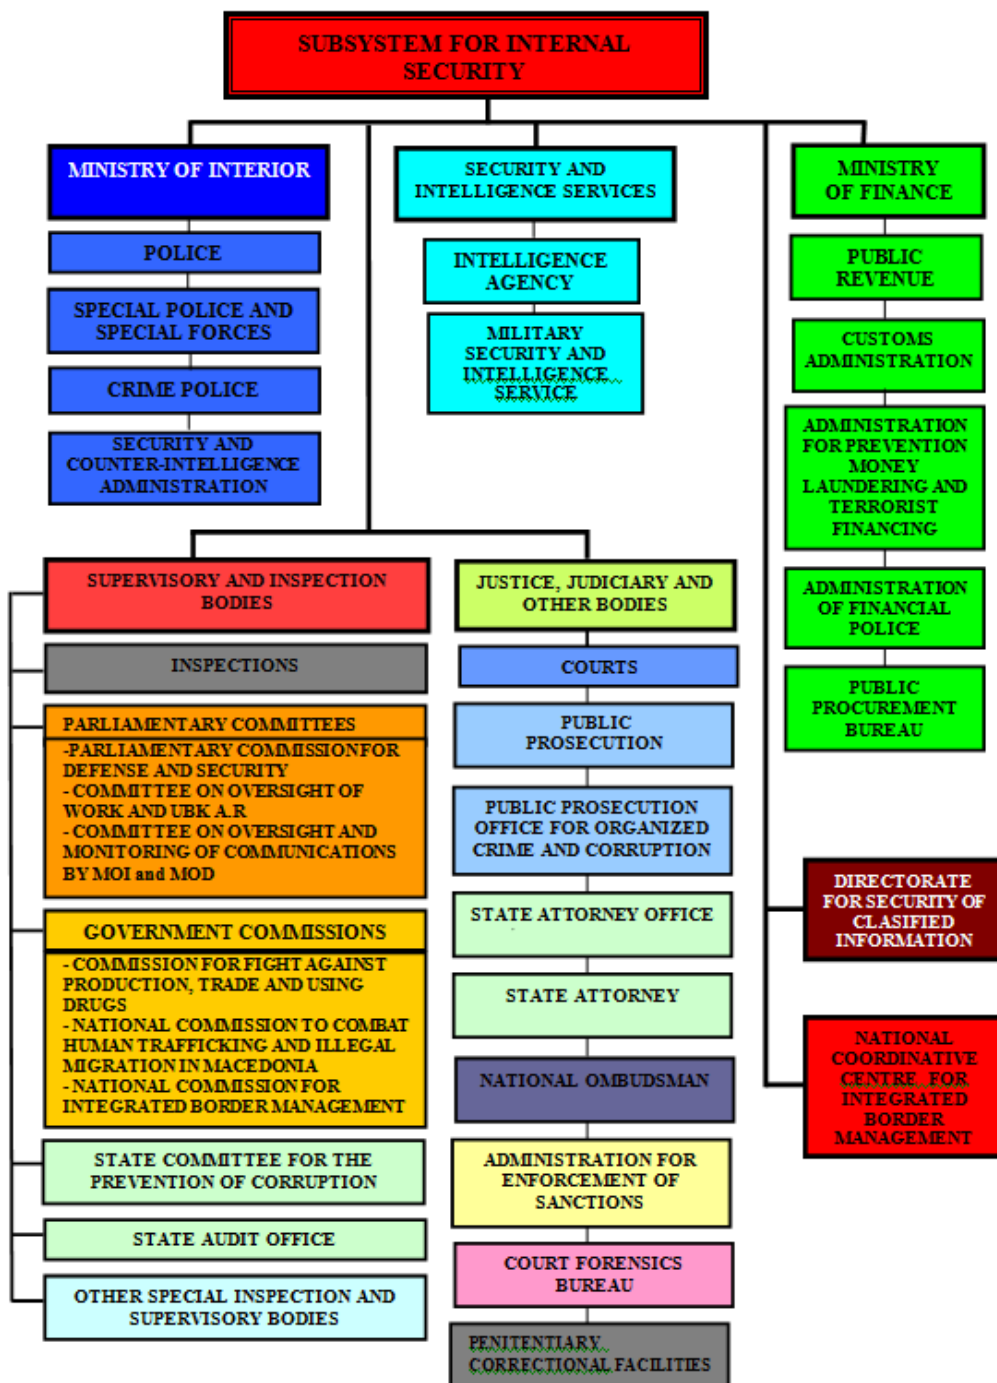 SUBSYSTEM FOR INTERNAL
SECURITY
MINISTRY OF INTERIOR
POLICE
SPECIAL POLICE AND
SPECIAL FORCES
CRIME POLICE
SECURITY AND
COUNTER-INTELLIGENCE
ADMINISTRATION
SECURITY AND
INTELLIGENCE SERVICES
INTELLIGENCE
AGENCY
MILITARY
SECURITY AND
INTELLIGENCE
SERVICE
MINISTRY
OF FINANCE
PUBLIC
REVENUE
CUSTOMS
ADMINISTRATION
ADMINISTRATION
FOR PREVENTION
MONEY
LAUNDERING AND
TERRORIST
FINANCING
ADMINISTRATION
OF FINANCIAL
POLICE
PUBLIC
PROCUREMENT
BUREAU
SUPERVISORY AND INSPECTION
BODIES
INSPECTIONS
PARLIAMENTARY COMMITTEES
-PARLIAMENTARY COMMISSION FOR
DEFENSE AND SECURITY
- COMMITTEE ON OVERSIGHT OF
WORK AND UBK A.R
- COMMITTEE ON OVERSIGHT AND
MONITORING OF COMMUNICATIONS
BY MOI and MOD
GOVERNMENT COMMISSIONS
- COMMISSION FOR FIGHT AGAINST
PRODUCTION, TRADE AND USING
DRUGS
- NATIONAL COMMISSION TO COMBAT
HUMAN TRAFFICKING AND ILLEGAL
MIGRATION IN MACEDONIA
- NATIONAL COMMISSION FOR
INTEGRATED BORDER MANAGEMENT
STATE COMMITTEE FOR THE
PREVENTION OF CORRUPTION
STATE AUDIT OFFICE
OTHER SPECIAL INSPECTION AND
SUPERVISORY BODIES
JUSTICE, JUDICIARY AND
OTHER BODIES
COURTS
PUBLIC
PROSECUTION
PUBLIC PROSECUTION
OFFICE FOR ORGANIZED
CRIME AND CORRUPTION
STATE ATTORNEY OFFICE
STATE ATTORNEY
NATIONAL OMBUDSMAN
ADMINISTRATION FOR
ENFORCEMENT OF
SANCTIONS
COURT FORENSICS
BUREAU
PENITENTIARY
CORRECTIONAL FACILITIES
DIRECTORATE
FOR SECURITY OF
CLASIFIED
INFORMATION
NATIONAL
COORDINATIVE
CENTRE FOR
INTEGRATED
BORDER
MANAGEMENT